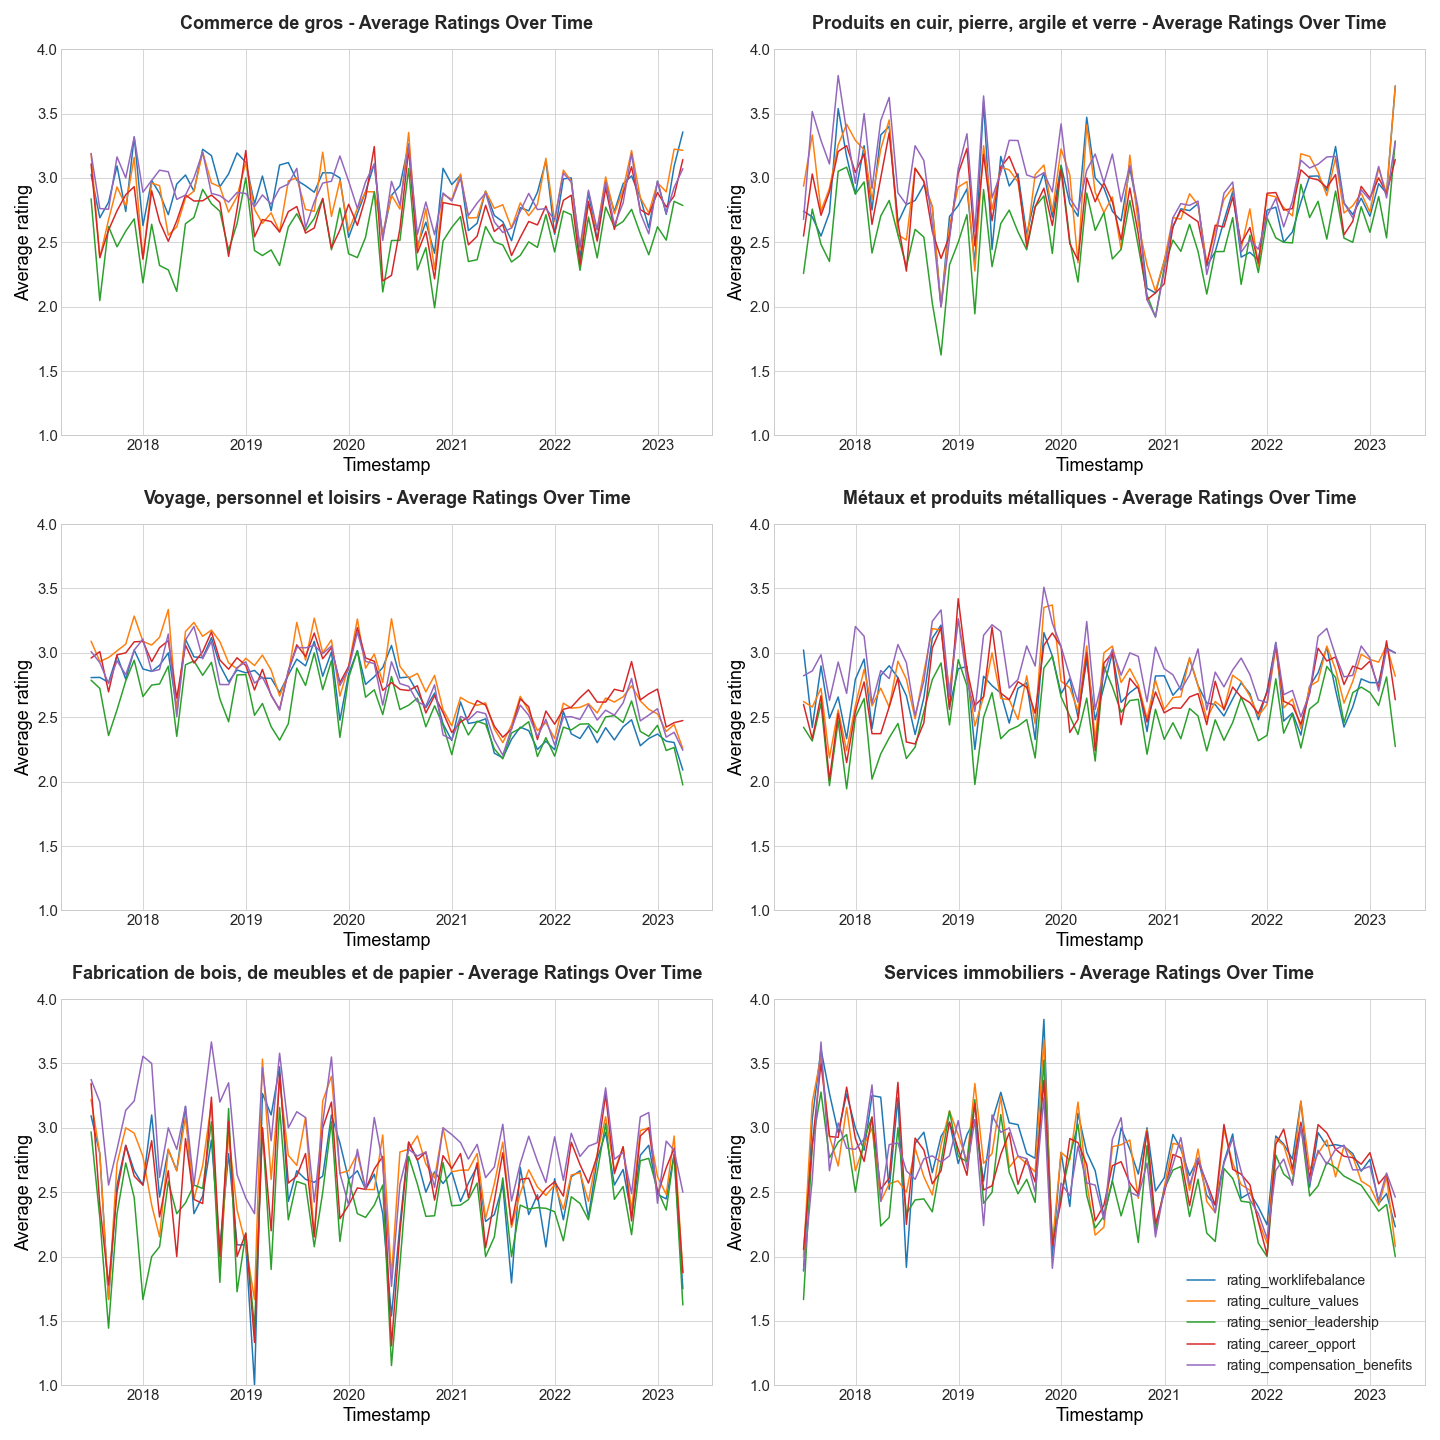 Commerce de gros - Average Ratings Over Time
4.0
3.5
3.0
2.5
2.0
1.5
1.0
Average rating
2018 2019 2020 2021 2022 2023
Timestamp
Produits en cuir, pierre, argile et verre - Average Ratings Over Time
4.0
3.5
3.0
2.5
2.0
1.5
1.0
Average rating
2018 2019 2020 2021 2022 2023
Timestamp
Voyage, personnel et loisirs - Average Ratings Over Time
4.0
3.5
3.0
2.5
2.0
1.5
1.0
Average rating
2018 2019 2020 2021 2022 2023
Timestamp
Métaux et produits métalliques - Average Ratings Over Time
4.0
3.5
3.0
2.5
2.0
1.5
1.0
Average rating
2018 2019 2020 2021 2022 2023
Timestamp
Fabrication de bois, de meubles et de papier - Average Ratings Over Time
4.0
3.5
3.0
2.5
2.0
1.5
1.0
Average rating
2018 2019 2020 2021 2022 2023
Timestamp
Services immobiliers - Average Ratings Over Time
4.0
3.5
3.0
2.5
2.0
1.5
1.0
Average rating
rating_worklifebalance
rating_culture_values
rating_senior_leadership
rating_career_opport
rating_compensation_benefits
2018 2019 2020 2021 2022 2023
Timestamp